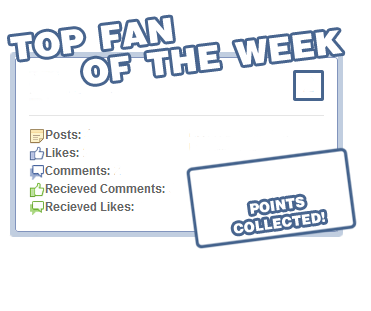 TOP FAN
OF THE WEEK
Posts:
Likes:
Comments:
Recieved Comments:
Recieved Likes:
POINTS
COLLECTED!